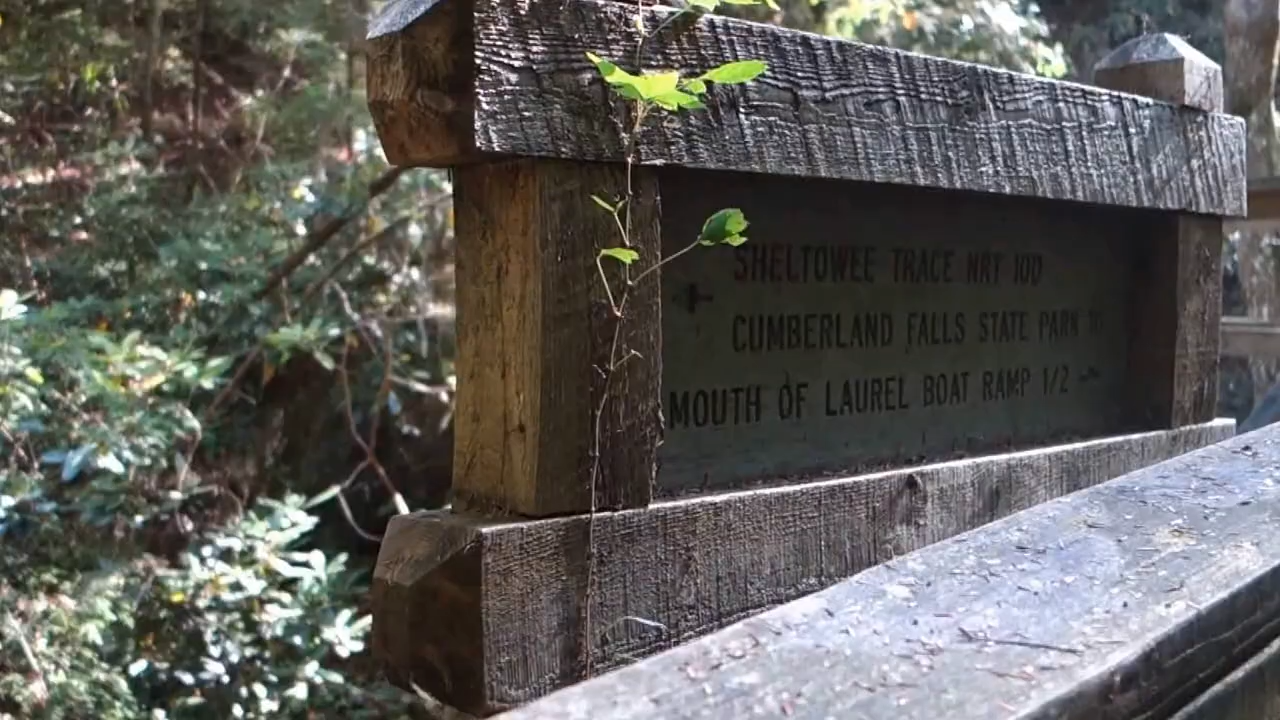 SHELTOWEE TRACE NRT 100
CUMBERLAND FALLS STATE PARK
MOUTH OF LAUREL BOAT RAMP 1/2